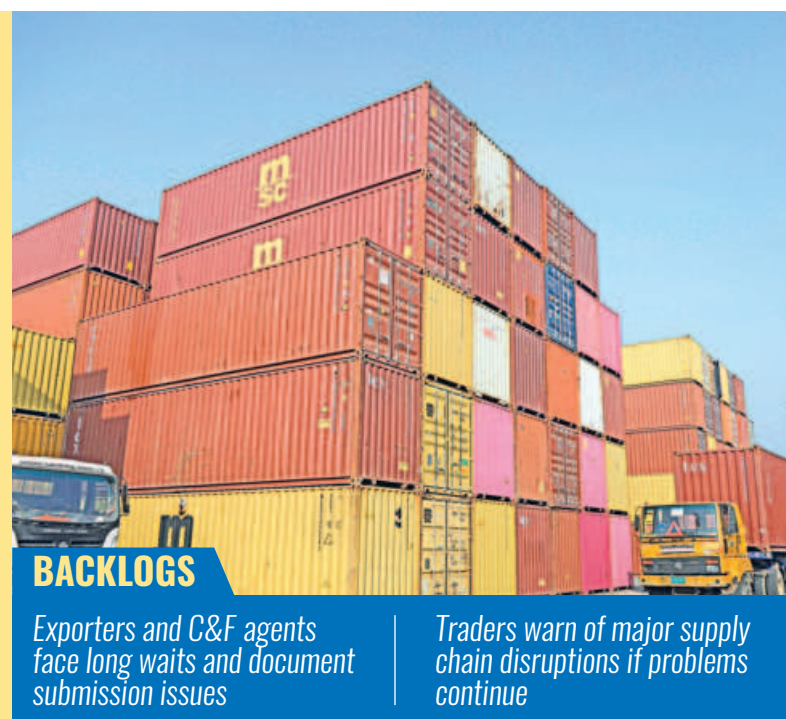 m
SC
m
m
BACKLOGS
Exporters and C&F agents
face long waits and document
submission issues
Traders warn of major supply
chain disruptions if problems
continue